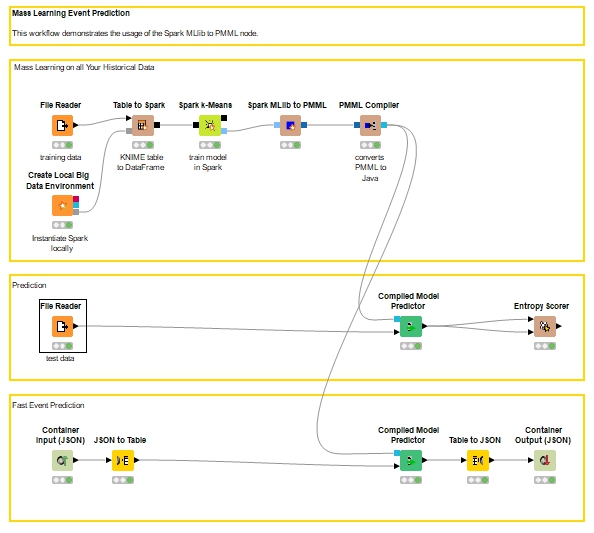 Mass Learning Event Prediction
This workflow demonstrates the usage of the Spark MLlib to PMML node.
Mass Learning on all Your Historical Data
File Reader
Table to Spark
Spark k-Means
Spark MLlib to PMML
PMML Compiler
training data
KNIME table
to DataFrame
train model
in Spark
converts
PMML to
Java
Create Local Big
Data Environment
Instantiate Spark
locally
Prediction
File Reader
Compiled Model
Predictor
Entropy Scorer
test data
Fast Event Prediction
Container
Input (JSON)
JSON to Table
Compiled Model
Predictor
Table to JSON
Container
Output (JSON)